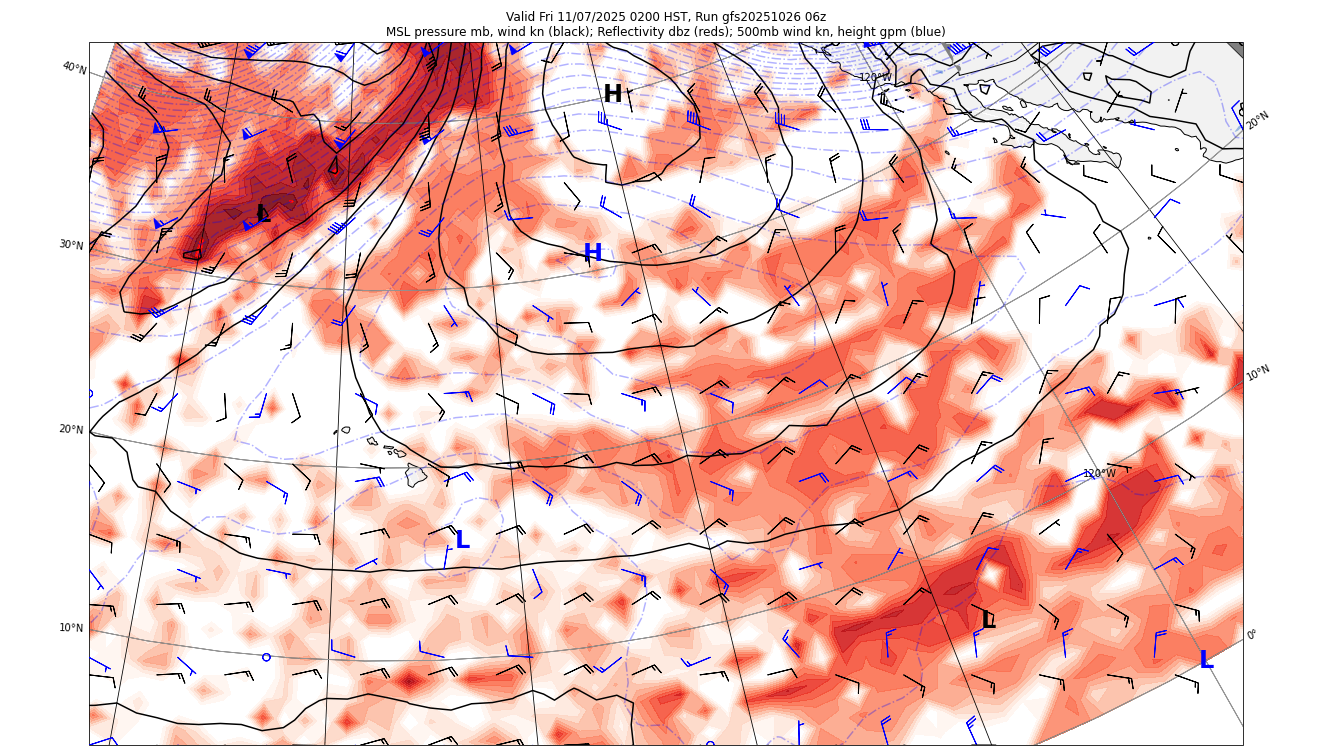 Valid Fri 11/07/2025 0200 HST, Run gfs20251026 06z
MSL pressure mb, wind kn (black); Reflectivity dbz (reds); 500mb wind kn, height gpm (blue)
40°N
120°W
H
20°N
L
30°N
H
10°N
20°N
120°W
L
10°N
L
0°
L